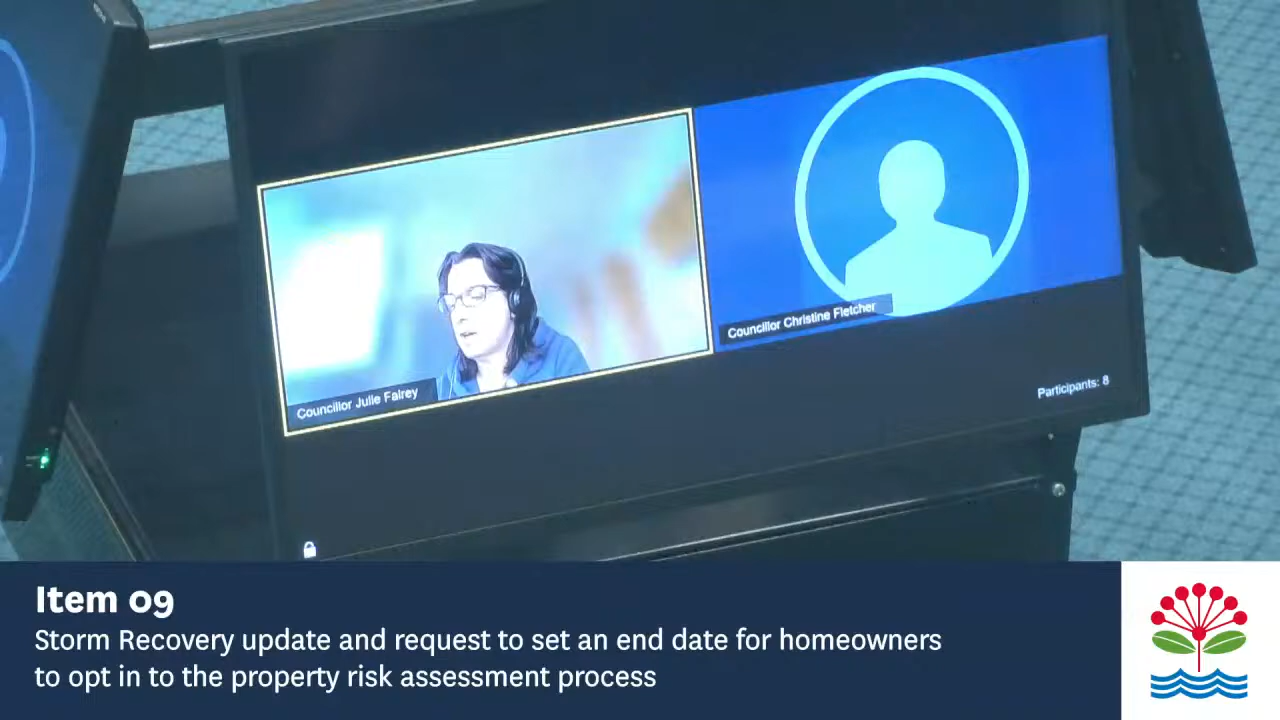 Councillor Julie Fairey
Councillor Christine Fletcher
Participants: 8
Item 09
Storm Recovery update and request to set an end date for homeowners
to opt in to the property risk assessment process